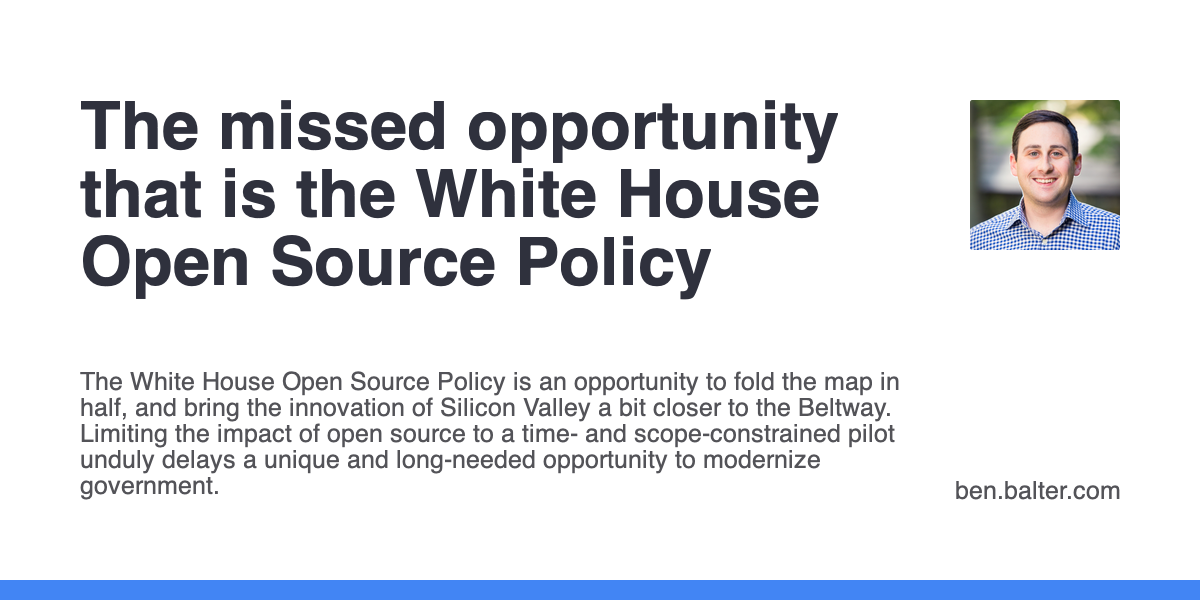 The missed opportunity
that is the White House
Open Source Policy
The White House Open Source Policy is an opportunity to fold the map in
half, and bring the innovation of Silicon Valley a bit closer to the Beltway.
Limiting the impact of open source to a time- and scope-constrained pilot
unduly delays a unique and long-needed opportunity to modernize
government.
ben.balter.com